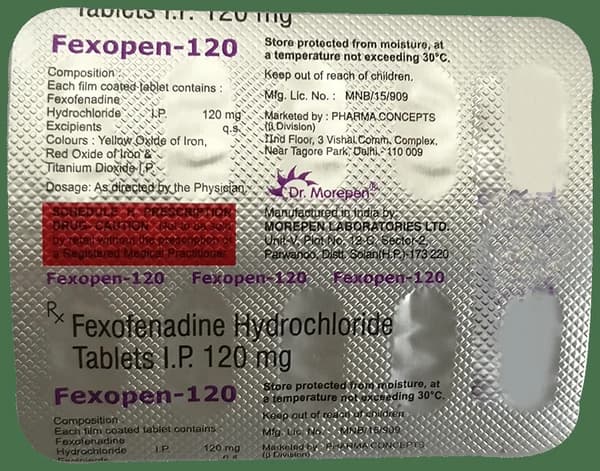 Tablets I.P. 120 mg
Fexopen-120
Composition :
Each film coated tablet contains :
Fexofenadine
Hydrochloride I.P. 120 mg
Excipients q.s.
Colours : Yellow Oxide of Iron,
Red Oxide of Iron &
Titanium Dioxide I.P.
Dosage: As directed by the Physician.
SCHEDULE H PRESCRIPTION
DRUG CAUTION : Not to be sold
by retail without the prescription of
a Registered Medical Practitioner.
Store protected from moisture, at
a temperature not exceeding 30°C.
Keep out of reach of children.
Mfg. Lic. No. : MNB/15/909
Marketed by : PHARMA CONCEPTS
(β Division)
IInd Floor, 3 Vishal Comm. Complex,
Near Tagore Park, Delhi - 110 009
Dr. Morepen®
Manufactured in India by:
MOREPEN LABORATORIES LTD.
Unit-V, Plot No. 12-C, Sector-2,
Parwanoo, Distt. Solan(H.P.)-173 220
Fexopen-120 Fexopen-120 Fexopen-120
Rx Fexofenadine Hydrochloride
Tablets I.P. 120 mg
Fexopen-120
Composition :
Each film coated tablet contains :
Fexofenadine
Hydrochloride I.P. 120 mg
Excipients q.s.
Store protected from moisture, at
a temperature not exceeding 30°C.
Keep out of reach of children.
Mfg. Lic. No. : MNB/15/909
Marketed by : PHARMA CONCEPTS
(β Division)